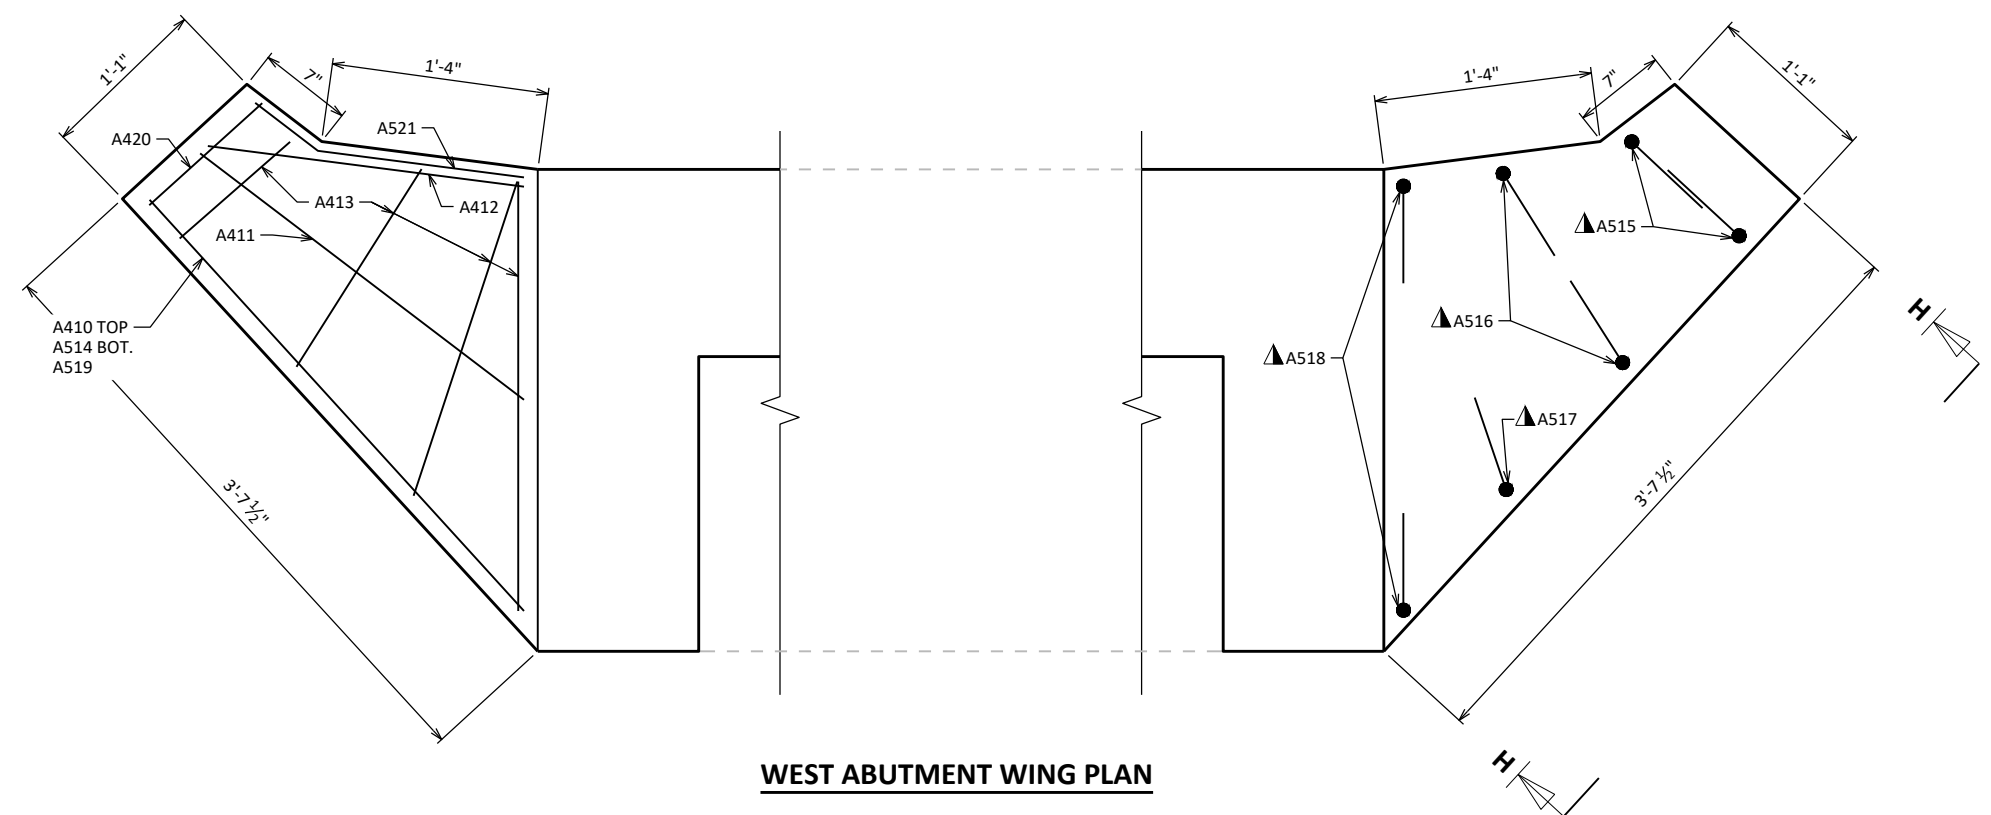 1'-1"
7"
1'-4"
A420
A521
A413
A412
A411
A410 TOP
A514 BOT.
A519
3'-7 ½"
1'-4"
7"
1'-1"
A515
A516
A518
A517
3'-7 ½"
H
H
WEST ABUTMENT WING PLAN